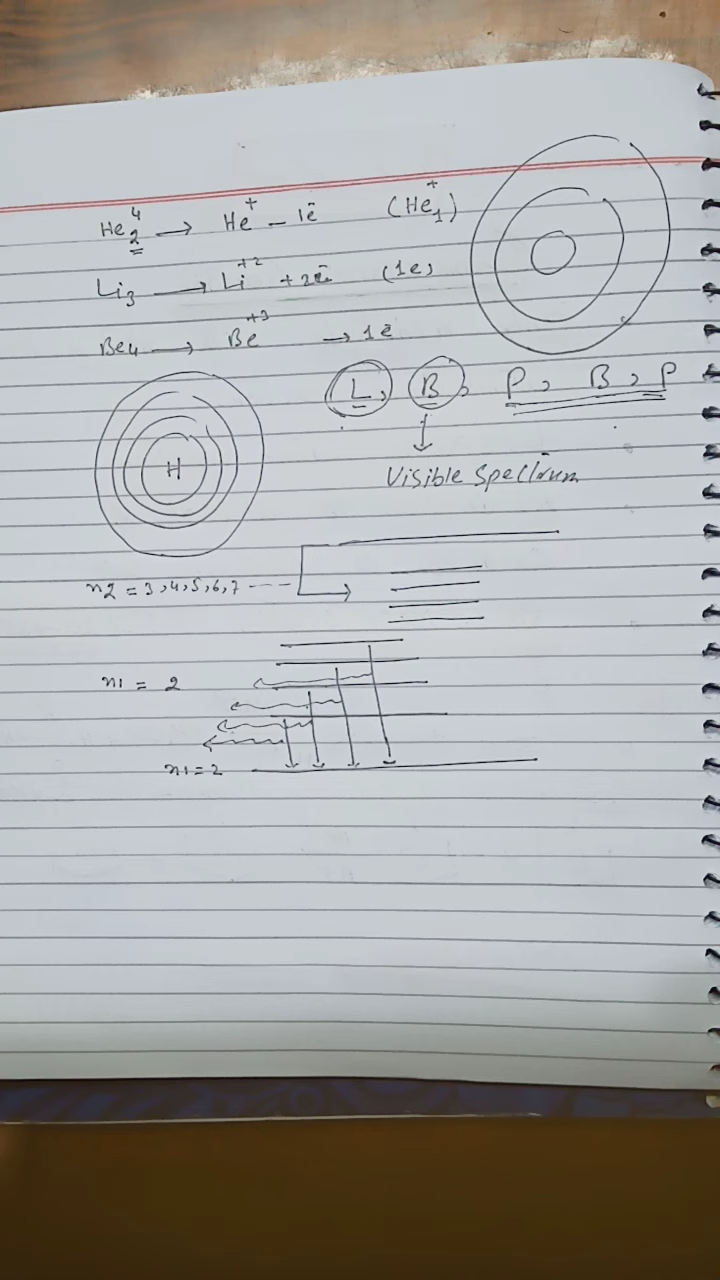 He₂⁴ → He⁺ - 1ē (He₁⁺)
Li₃ → Li⁺² + 2ē (1e)
Be₄ → Be⁺³ → 1ē
L, B, P, B, P
H
Visible Spectrum
n2 = 3,4,5,6,7 ----
n1 = 2
n1=2